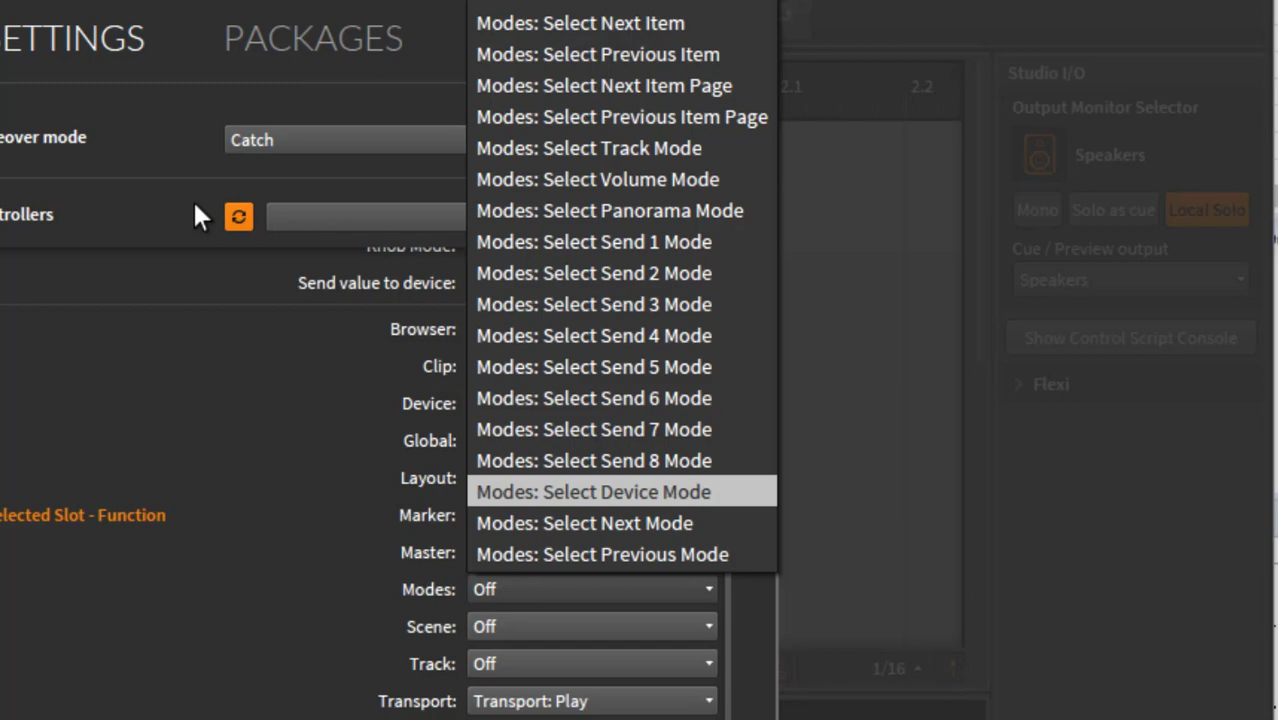 ETTINGS
PACKAGES
eover mode
Catch
trollers
Knob Mode:
Send value to device:
Browser:
Clip:
Device:
Global:
Layout:
elected Slot - Function
Marker:
Master:
Modes: Off
Scene: Off
Track: Off
Transport: Transport: Play
Modes: Select Next Item
Modes: Select Previous Item
Modes: Select Next Item Page
Modes: Select Previous Item Page
Modes: Select Track Mode
Modes: Select Volume Mode
Modes: Select Panorama Mode
Modes: Select Send 1 Mode
Modes: Select Send 2 Mode
Modes: Select Send 3 Mode
Modes: Select Send 4 Mode
Modes: Select Send 5 Mode
Modes: Select Send 6 Mode
Modes: Select Send 7 Mode
Modes: Select Send 8 Mode
Modes: Select Device Mode
Modes: Select Next Mode
Modes: Select Previous Mode
2.1 2.2
1/16
Studio I/O
Output Monitor Selector
Speakers
Mono Solo as cue Local Solo
Cue / Preview output
Speakers
Show Control Script Console
Flexi